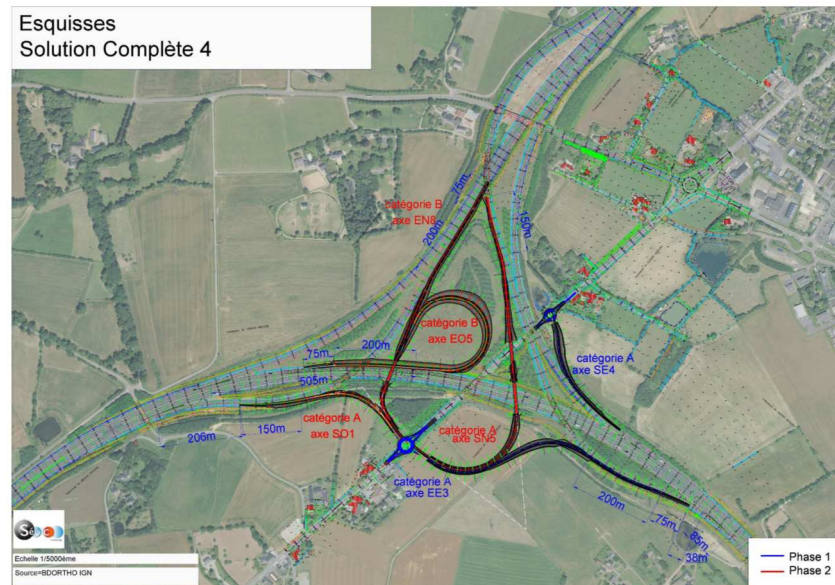 Esquisses
Solution Complète 4
catégorie B
axe EN8
75m
200m
150m
catégorie B
axe EO5
200m
75m
505m
catégorie A
axe SE4
catégorie A
axe SO1
catégorie A
axe SN5
206m
150m
catégorie A
axe EE3
200m
75m
85m
38m
Echelle 1/5000ème
Source=BDORTHO IGN
Phase 1
Phase 2